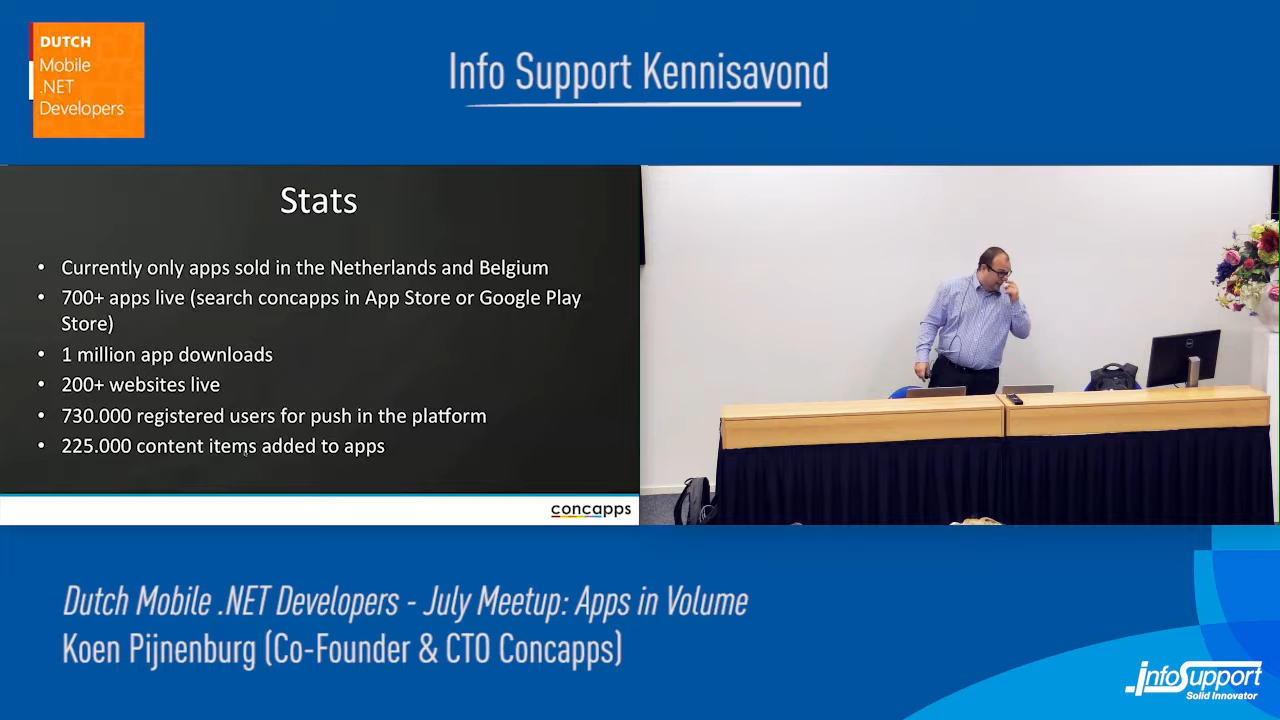 DUTCH
Mobile
.NET
Developers
Info Support Kennisavond
Stats
• Currently only apps sold in the Netherlands and Belgium
• 700+ apps live (search concapps in App Store or Google Play
Store)
• 1 million app downloads
• 200+ websites live
• 730.000 registered users for push in the platform
• 225.000 content items added to apps
concapps
Dutch Mobile .NET Developers - July Meetup: Apps in Volume
Koen Pijnenburg (Co-Founder & CTO Concapps)
infoSupport
Solid Innovator